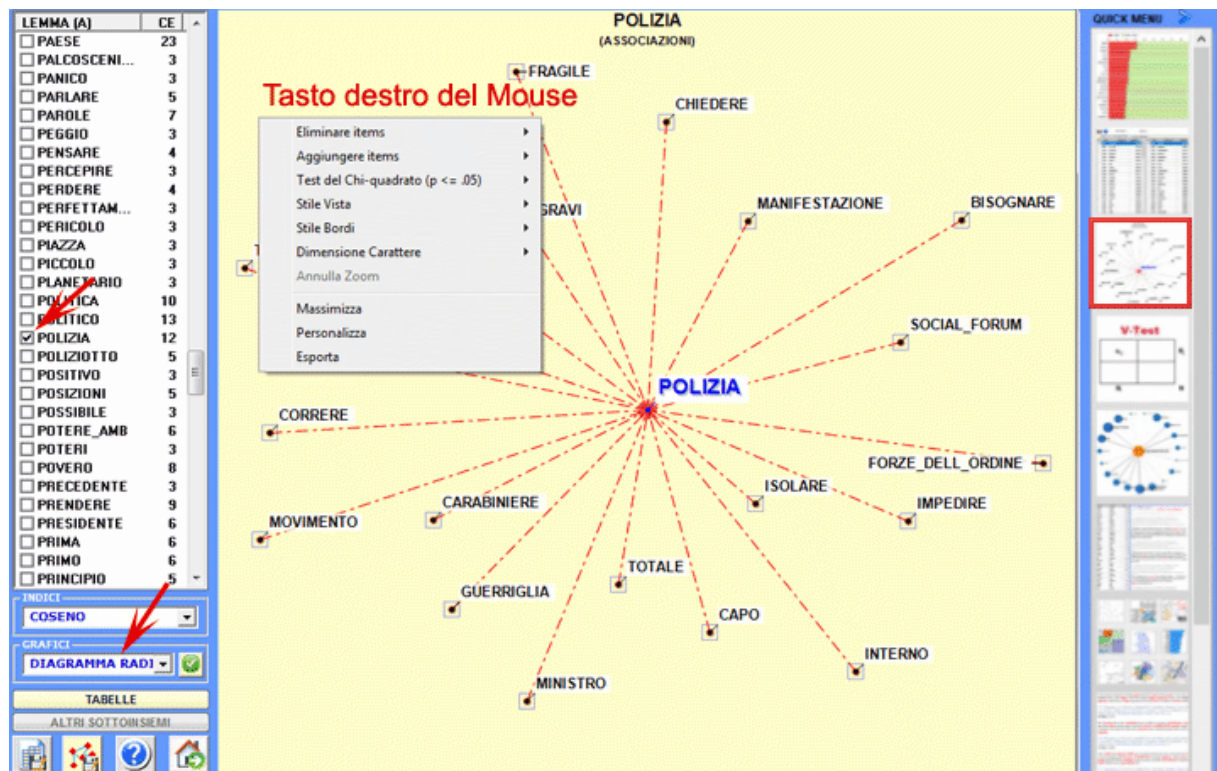 LEMMA (A) CE
PAESE 23
PALCOSCENI... 3
PANICO 3
PARLARE 5
PAROLE 7
PEGGIO 3
PENSARE 4
PERCEPIRE 3
PERDERE 4
PERFETTAM... 3
PERICOLO 3
PIAZZA 3
PICCOLO 3
PLANETARIO 3
POLITICA 10
POLITICO 13
POLIZIA 12
POLIZIOTTO 5
POSITIVO 3
POSIZIONI 5
POSSIBILE 3
POTERE_AMB 6
POTERI 3
POVERO 8
PRECEDENTE 3
PRENDERE 9
PRESIDENTE 6
PRIMA 6
PRIMO 6
PRINCIPIO 5
INDICI
COSENO
GRAFICI
DIAGRAMMA RADI
TABELLE
ALTRI SOTTOINSIEMI
POLIZIA
(ASSOCIAZIONI)
FRAGILE
Tasto destro del Mouse
CHIEDERE
Eliminare items
Aggiungere items
Test del Chi-quadrato (p <= .05)
Stile Vista
Stile Bordi
Dimensione Carattere
Annulla Zoom
Massimizza
Personalizza
Esporta
GRAVI
MANIFESTAZIONE
BISOGNARE
SOCIAL_FORUM
POLIZIA
CORRERE
FORZE_DELL_ORDINE
ISOLARE
CARABINIERE
IMPEDIRE
MOVIMENTO
TOTALE
GUERRIGLIA
CAPO
INTERNO
MINISTRO
QUICK MENU
V-Test